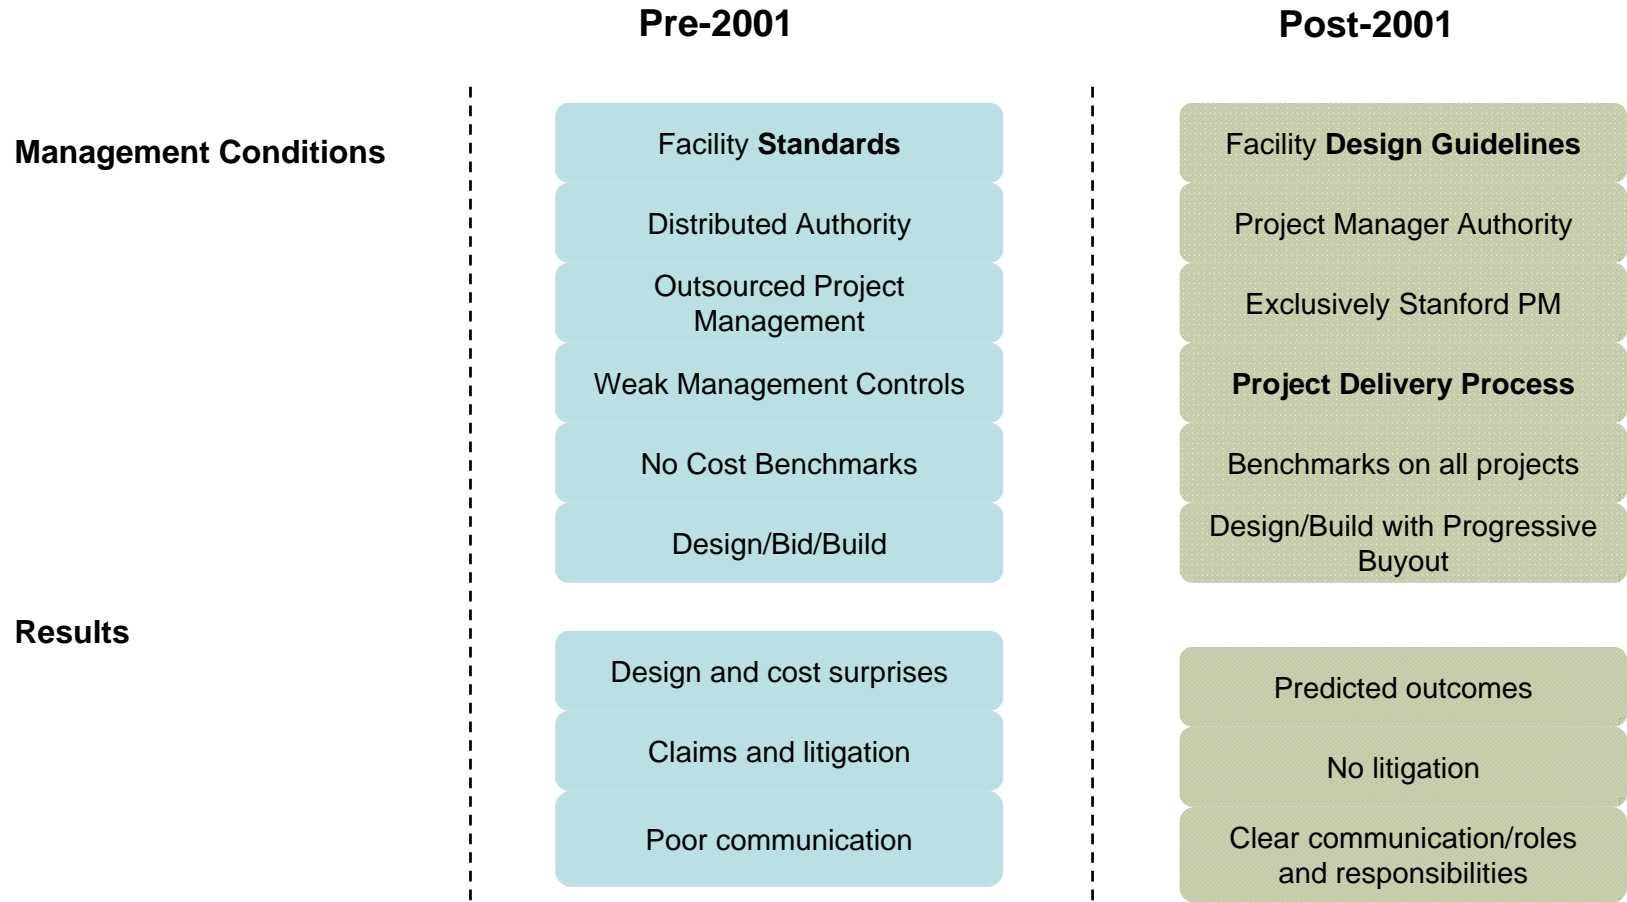 Pre-2001
Post-2001
Management Conditions
Facility Standards
Facility Design Guidelines
Distributed Authority
Project Manager Authority
Outsourced Project
Management
Exclusively Stanford PM
Weak Management Controls
Project Delivery Process
No Cost Benchmarks
Benchmarks on all projects
Design/Bid/Build
Design/Build with Progressive
Buyout
Results
Design and cost surprises
Predicted outcomes
Claims and litigation
No litigation
Poor communication
Clear communication/roles
and responsibilities